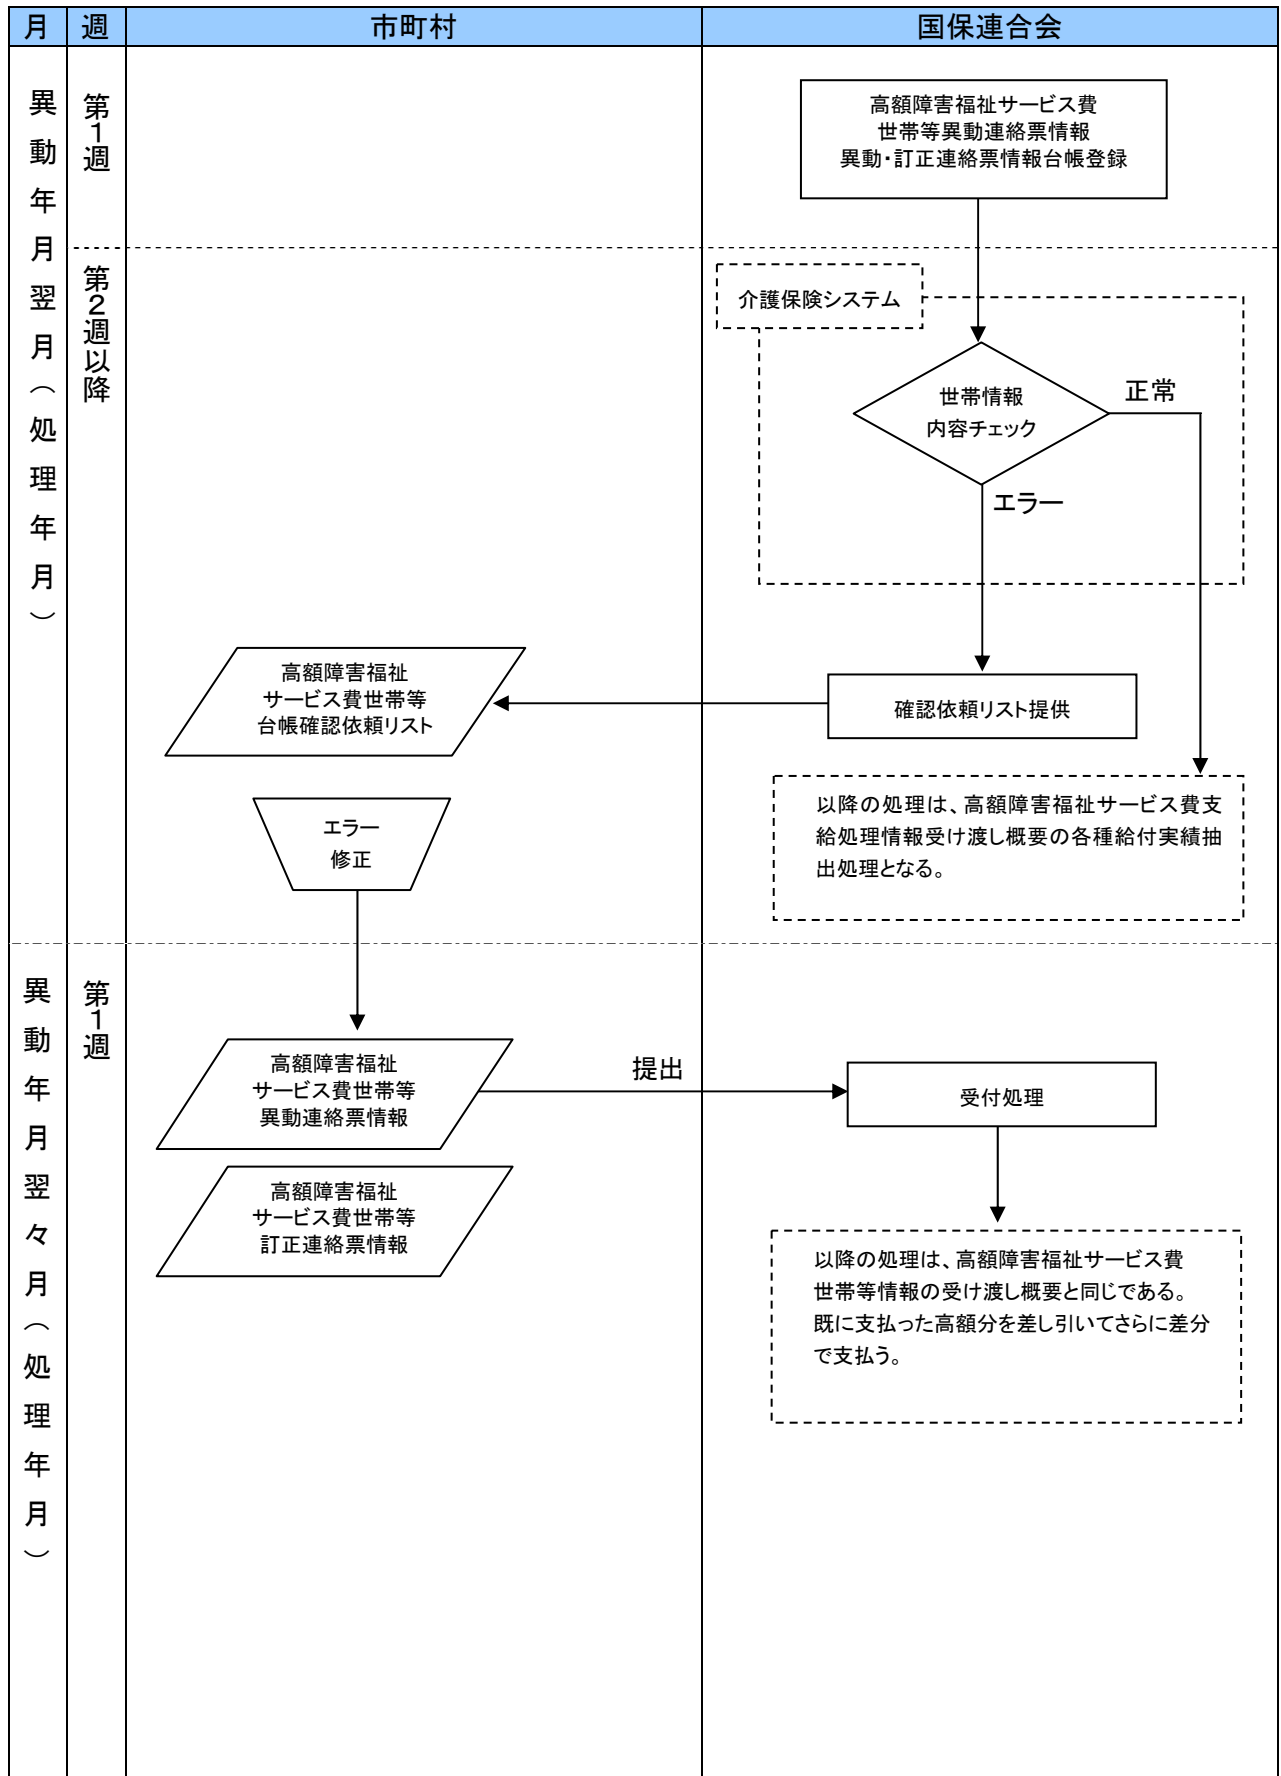 月
週
市町村
国保連合会
異動年月翌月（処理年月）
第1週
高額障害福祉サービス費
世帯等異動連絡票情報
異動・訂正連絡票情報台帳登録
第2週以降
介護保険システム
世帯情報
内容チェック
正常
エラー
高額障害福祉
サービス費世帯等
台帳確認依頼リスト
確認依頼リスト提供
エラー
修正
以降の処理は、高額障害福祉サービス費支
給処理情報受け渡し概要の各種給付実績抽
出処理となる。
異動年月翌々月（処理年月）
第1週
高額障害福祉
サービス費世帯等
異動連絡票情報
提出
受付処理
高額障害福祉
サービス費世帯等
訂正連絡票情報
以降の処理は、高額障害福祉サービス費
世帯等情報の受け渡し概要と同じである。
既に支払った高額分を差し引いてさらに差分
で支払う。